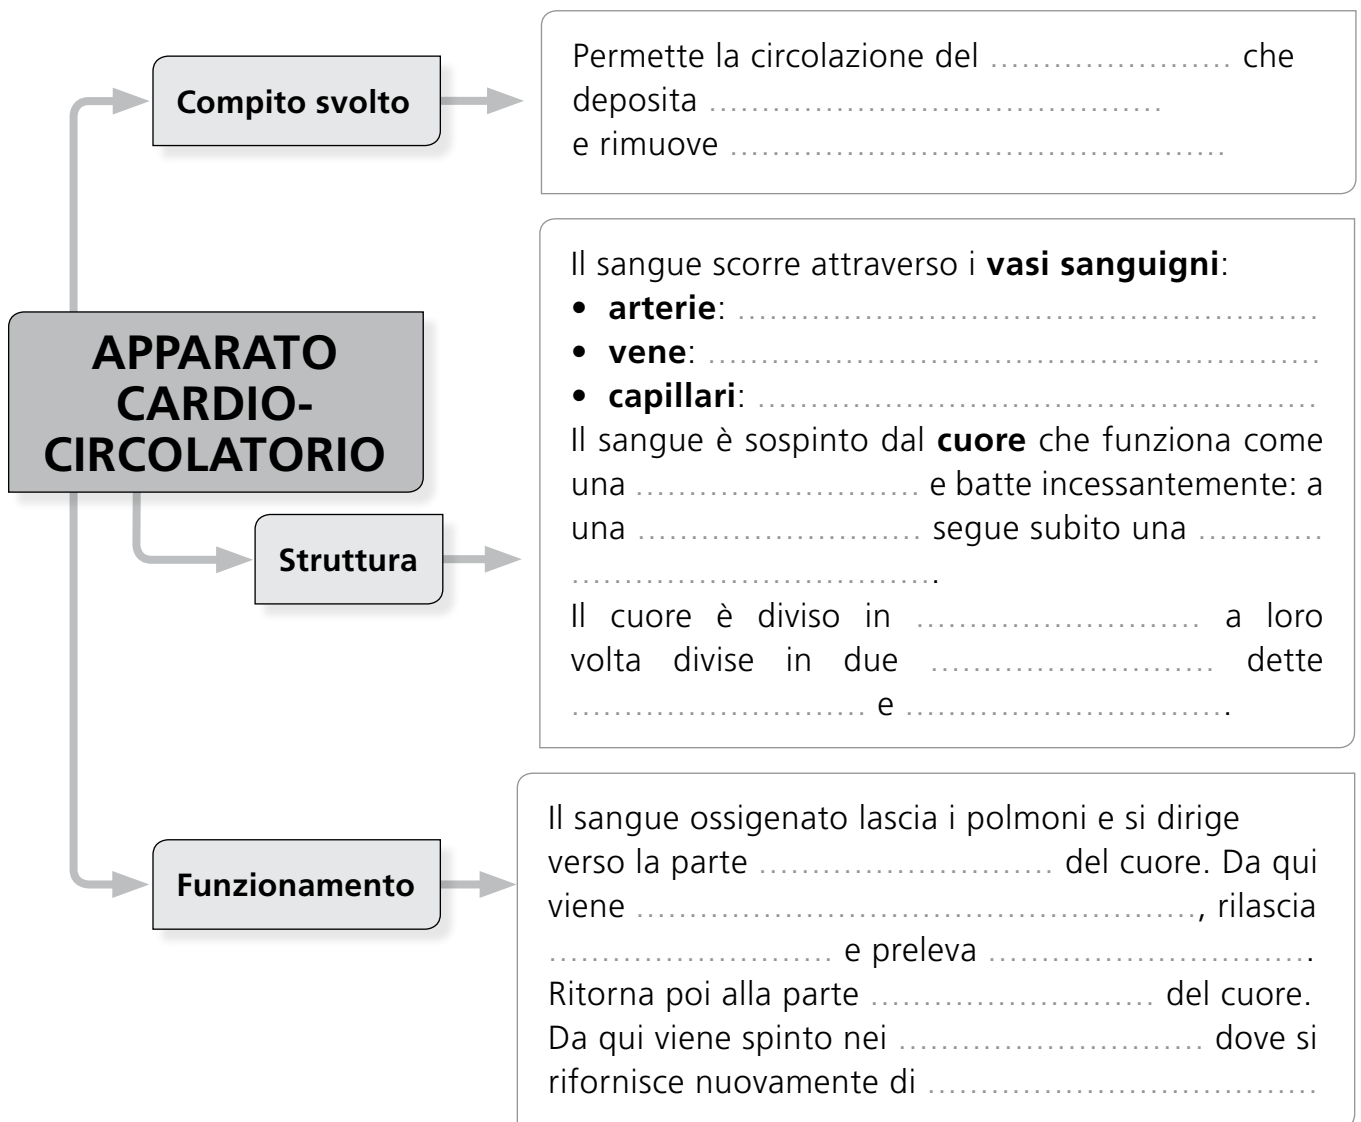 Compito svolto
Permette la circolazione del ....................... che
deposita ...........................................
e rimuove ...............................................
APPARATO
CARDIO-
CIRCOLATORIO
Struttura
Il sangue scorre attraverso i vasi sanguigni:
• arterie: .......................................................
• vene: ..........................................................
• capillari: .....................................................
Il sangue è sospinto dal cuore che funziona come
una ........................... e batte incessantemente: a
una ........................... segue subito una ............
..................................
Il cuore è diviso in ........................... a loro
volta divise in due ........................... dette
............................ e ...............................
Funzionamento
Il sangue ossigenato lascia i polmoni e si dirige
verso la parte ............................ del cuore. Da qui
viene ....................................................., rilascia
........................... e preleva ...............................
Ritorna poi alla parte ........................... del cuore.
Da qui viene spinto nei ............................. dove si
rifornisce nuovamente di .....................................